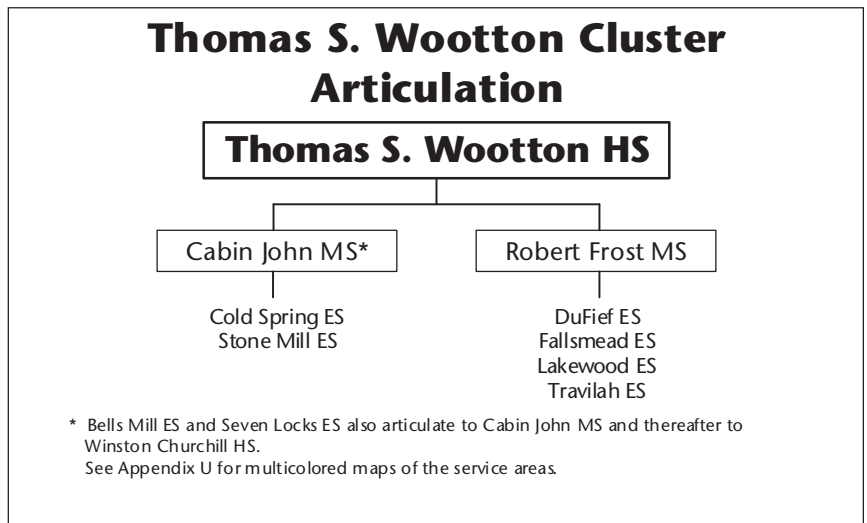 Thomas S. Wootton Cluster
Articulation
Thomas S. Wootton HS
Cabin John MS*
Robert Frost MS
Cold Spring ES
Stone Mill ES
DuFief ES
Fallsmead ES
Lakewood ES
Travilah ES
* Bells Mill ES and Seven Locks ES also articulate to Cabin John MS and thereafter to
Winston Churchill HS.
See Appendix U for multicolored maps of the service areas.